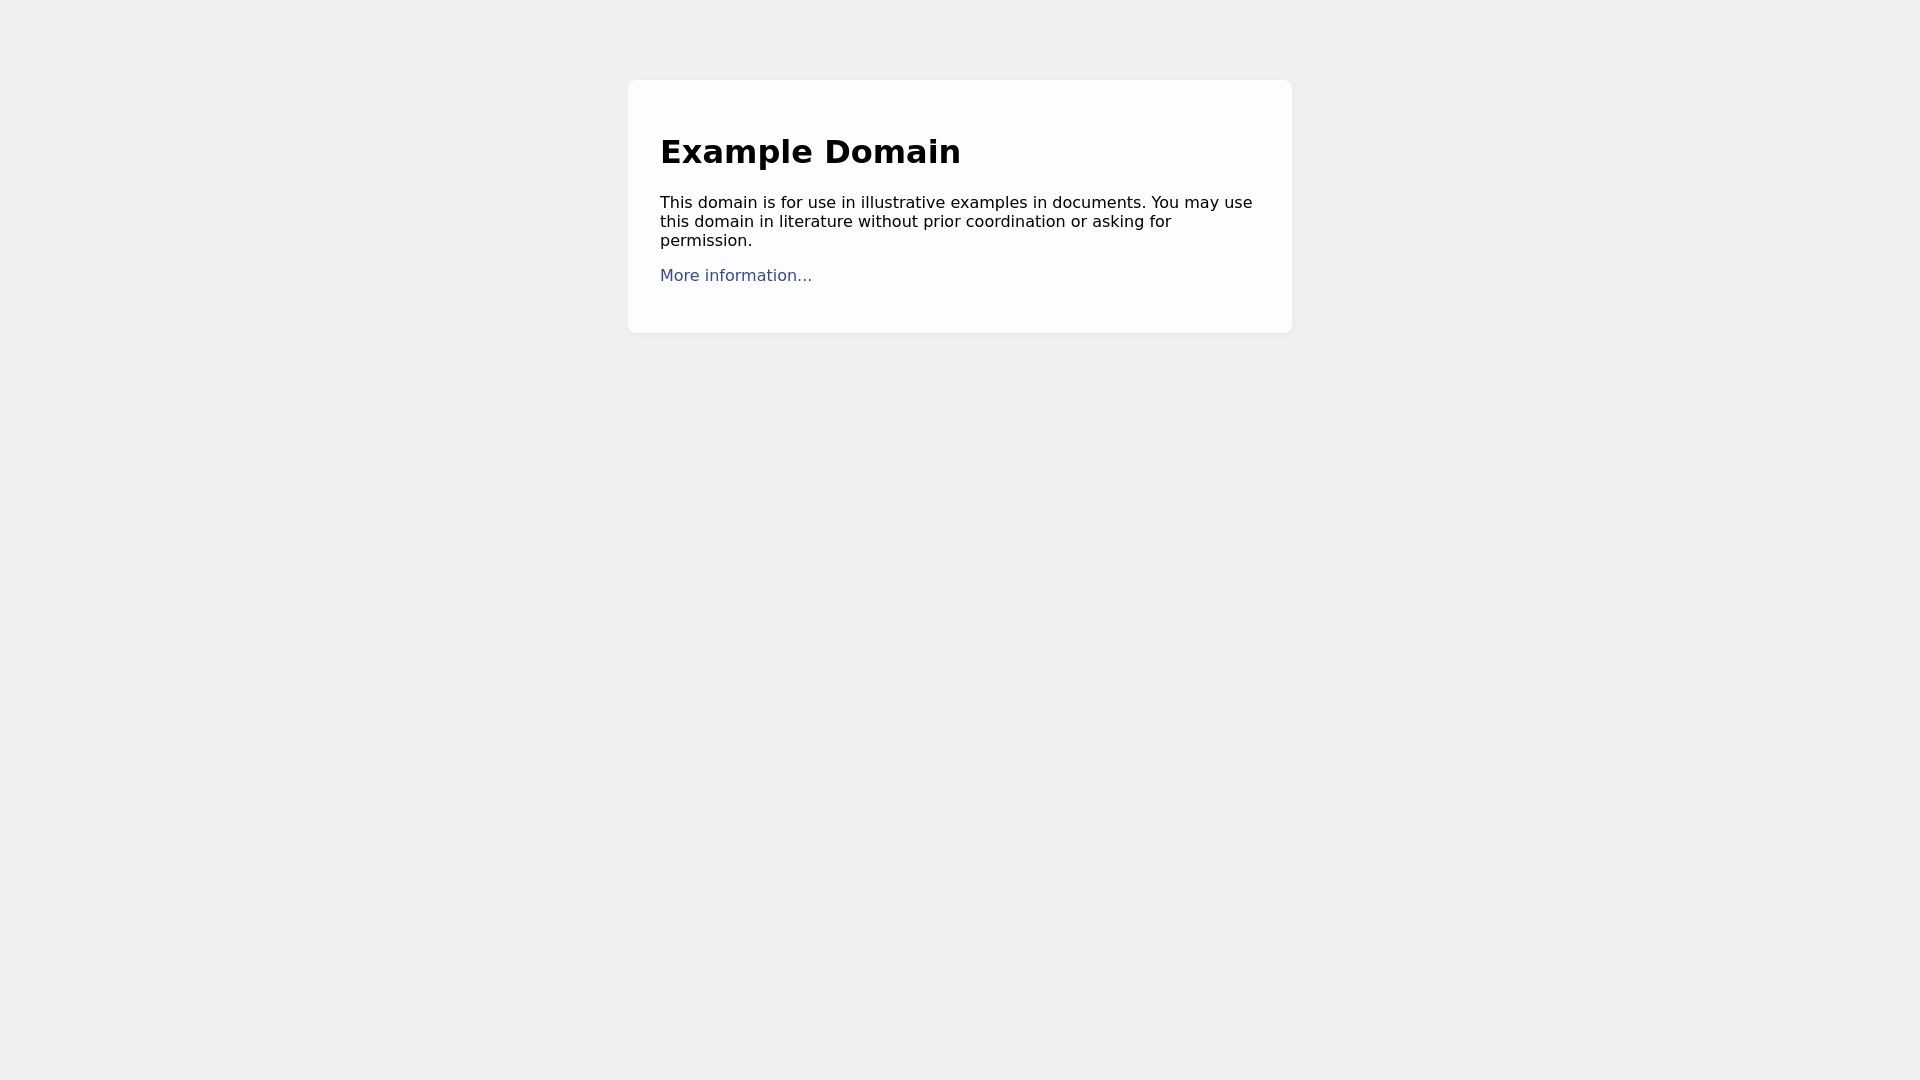 Example Domain
This domain is for use in illustrative examples in documents. You may use
this domain in literature without prior coordination or asking for
permission.
More information...